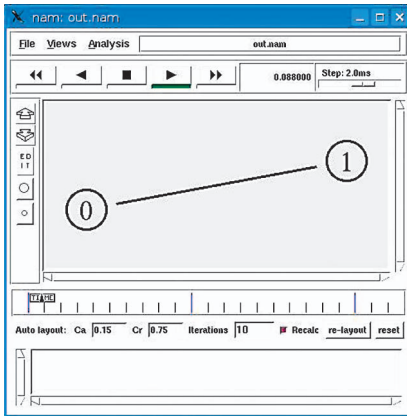 nam: out.nam
File Views Analysis out.nam
0.088000 Step: 2.0ms
ED
IT
1
0
TIME
Auto layout: Ca 0.15 Cr 0.75 Iterations 10 Recalc re-layout reset